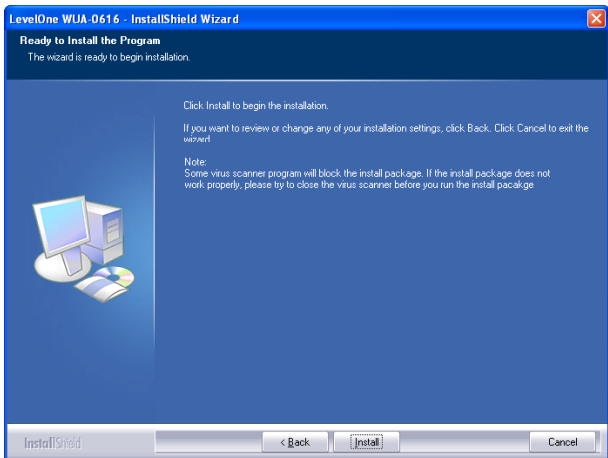 LevelOne WUA-0616 - InstallShield Wizard
Ready to Install the Program
The wizard is ready to begin installation.
Click Install to begin the installation.
If you want to review or change any of your installation settings, click Back. Click Cancel to exit the
wizard
Note:
Some virus scanner program will block the install package. If the install package does not
work properly, please try to close the virus scanner before you run the install pacakge
InstallShield
< Back
Install
Cancel